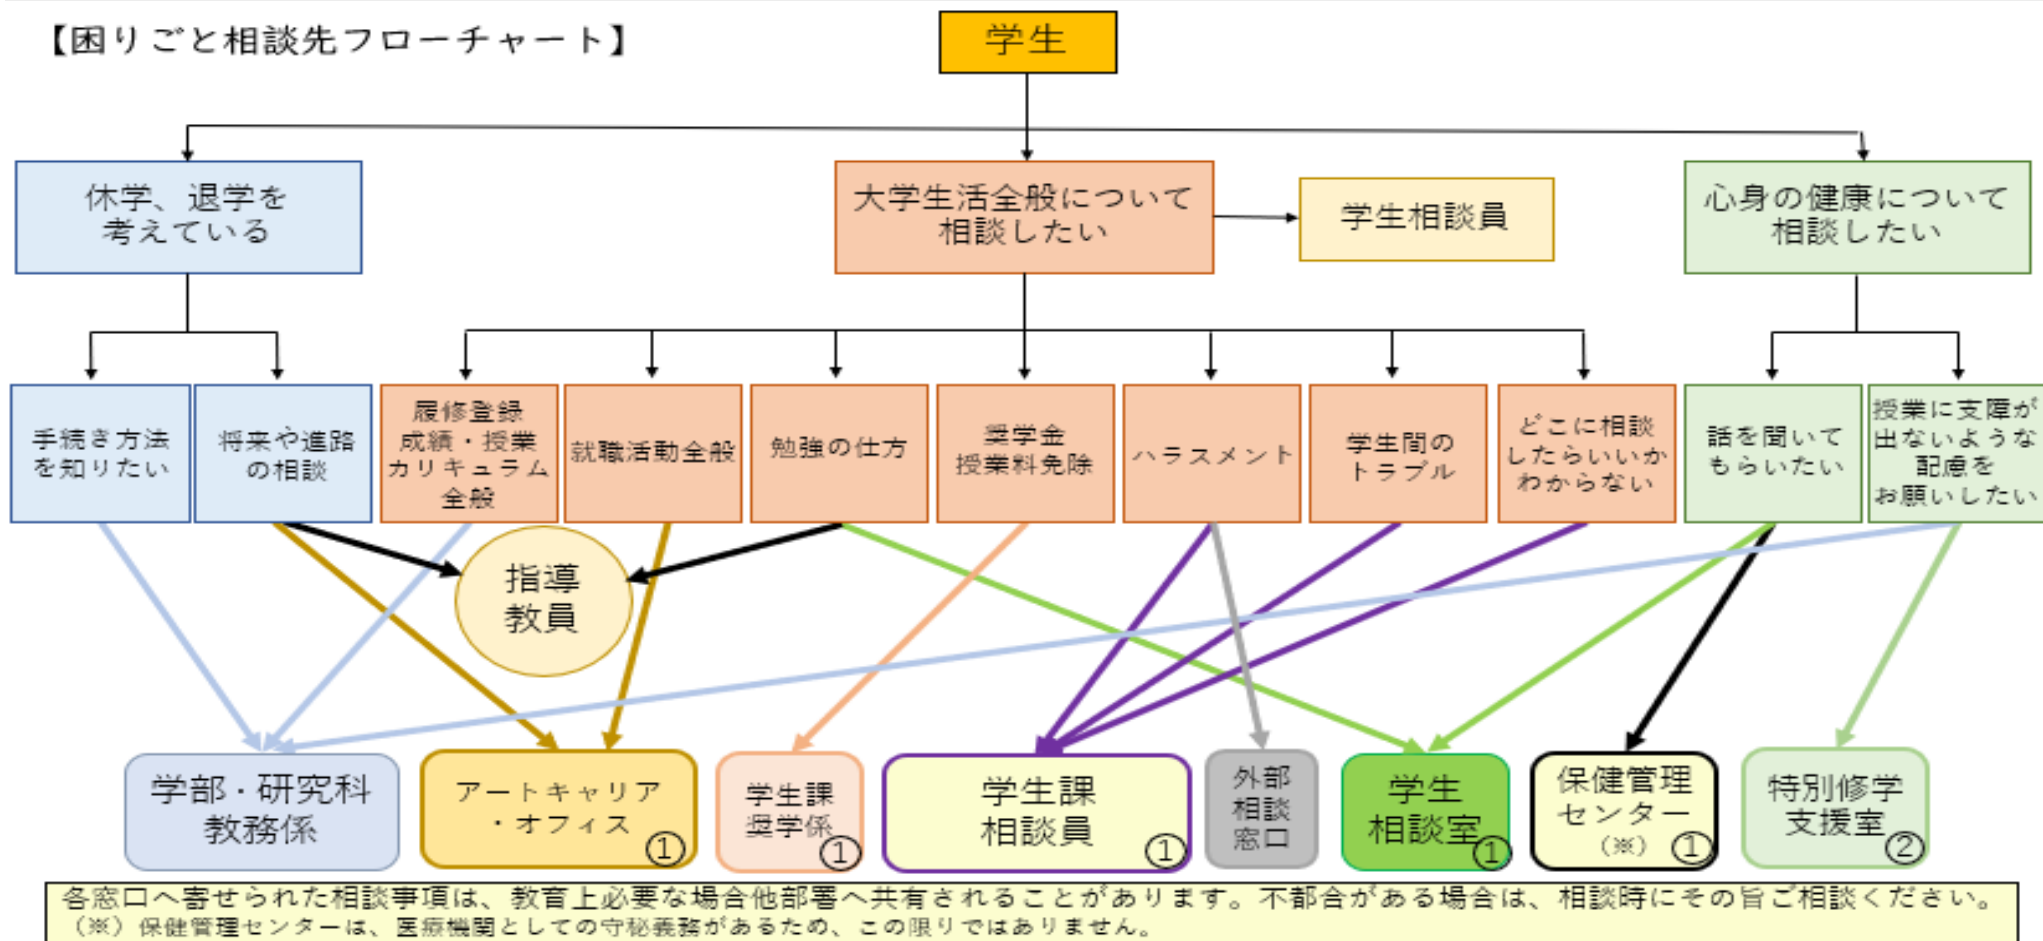 【困りごと相談先フローチャート】
学生
休学、退学を
考えている
大学生活全般について
相談したい
学生相談員
心身の健康について
相談したい
手続き方法
を知りたい
将来や進路
の相談
履修登録
成績・授業
カリキュラム
全般
就職活動全般
勉強の仕方
奨学金
授業料免除
ハラスメント
学生間の
トラブル
どこに相談
したらいいか
わからない
話を聞いて
もらいたい
授業に支障が
出ないような
配慮を
お願いしたい
指導
教員
学部・研究科
教務係
アートキャリア
・オフィス
①
学生課
奨学係
①
学生課
相談員
①
外部
相談
窓口
学生
相談室
①
保健管理
センター
（※）
①
特別修学
支援室
②
各窓口へ寄せられた相談事項は、教育上必要な場合他部署へ共有されることがあります。不都合がある場合は、相談時にその旨ご相談ください。
（※）保健管理センターは、医療機関としての守秘義務があるため、この限りではありません。